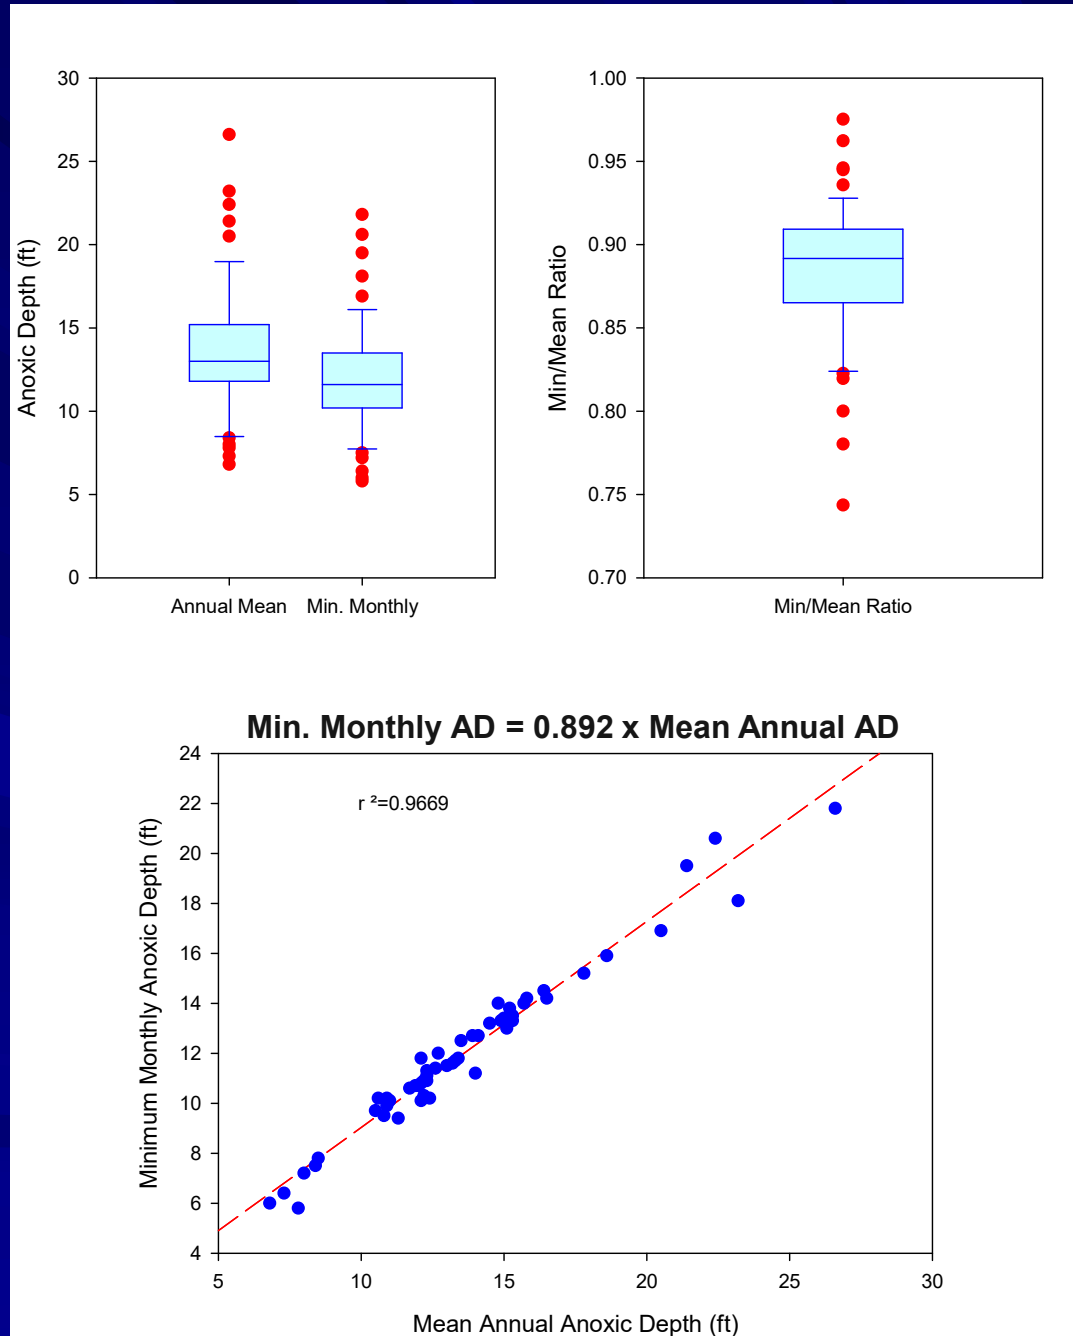 30
25
20
15
10
5
0
Anoxic Depth (ft)
Annual Mean Min. Monthly
1.00
0.95
0.90
0.85
0.80
0.75
0.70
Min/Mean Ratio
Min/Mean Ratio
Min. Monthly AD = 0.892 x Mean Annual AD
r ²=0.9669
24
22
20
18
16
14
12
10
8
6
4
Minimum Monthly Anoxic Depth (ft)
5 10 15 20 25 30
Mean Annual Anoxic Depth (ft)